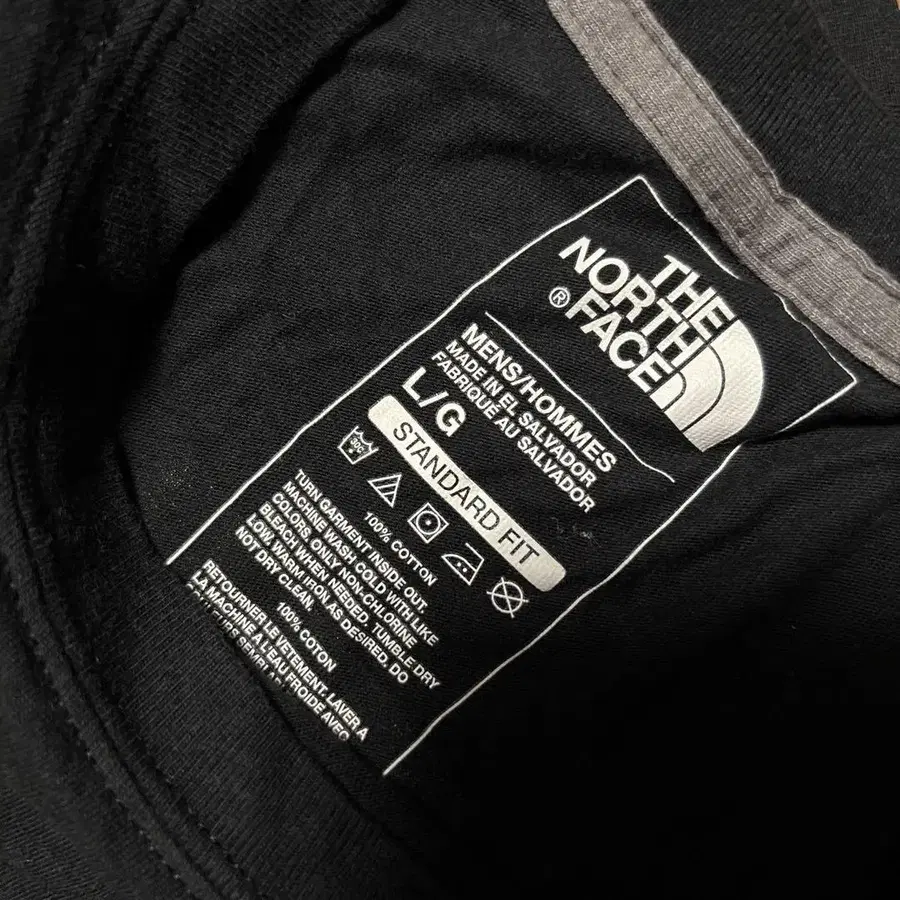 THE
NORTH
FACE
®
MENS/HOMMES
MADE IN EL SALVADOR
FABRIQUÉ AU SALVADOR
L/G
STANDARD FIT
30C
100% COTTON
TURN GARMENT INSIDE OUT.
MACHINE WASH COLD WITH LIKE
COLORS. ONLY NON-CHLORINE
BLEACH WHEN NEEDED. TUMBLE DRY
LOW. WARM IRON AS DESIRED. DO
NOT DRY CLEAN.
100% COTON
RETOURNER LE VETEMENT. LAVER A
LA MACHINE A L'EAU FROIDE AVEC